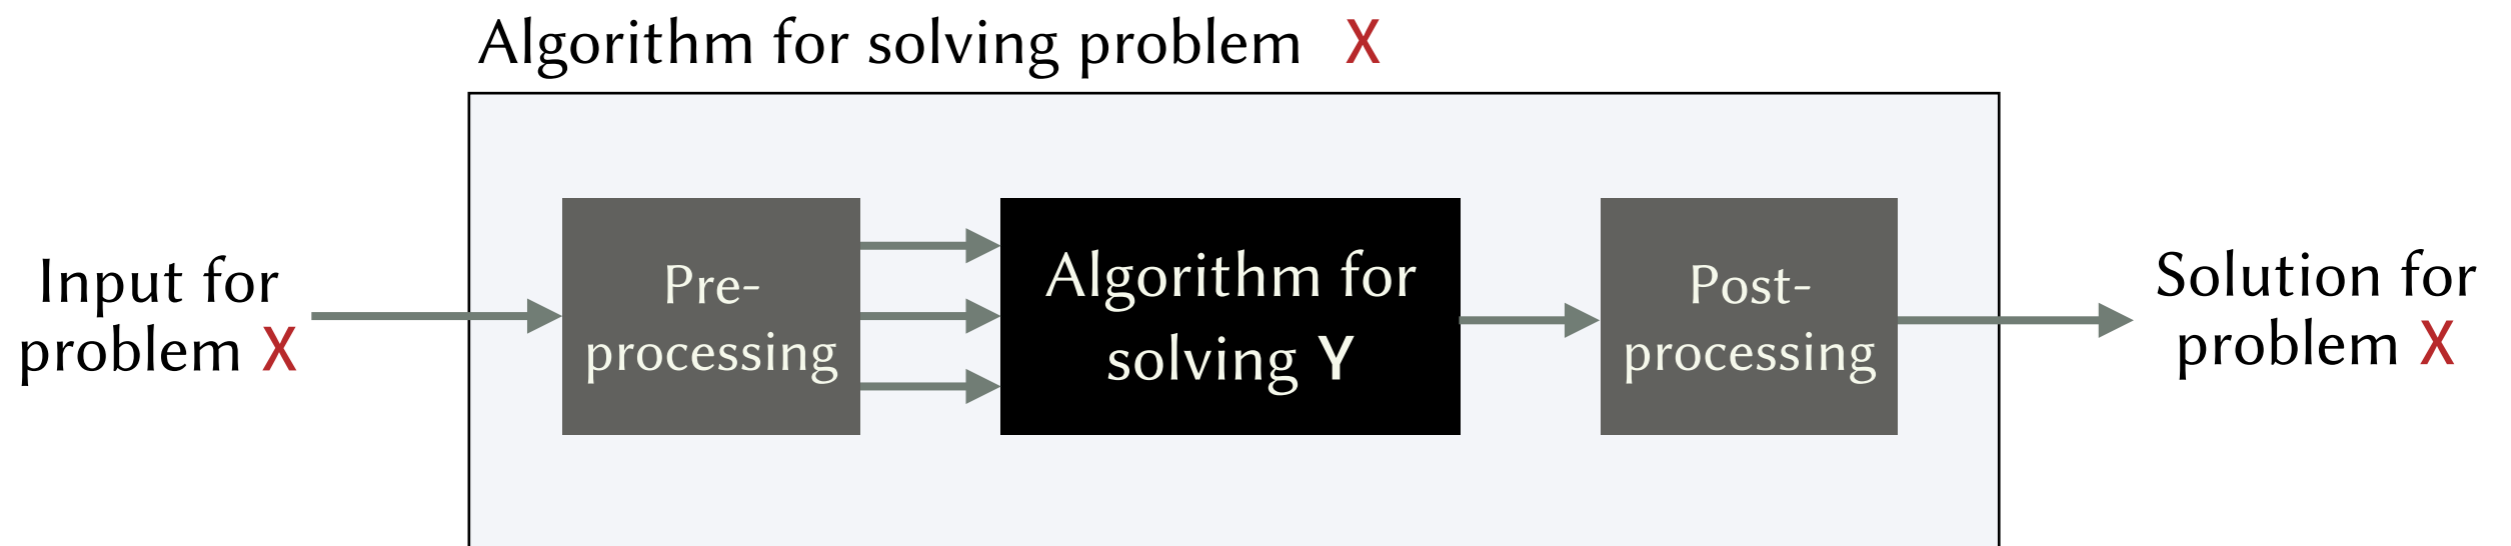 Algorithm for solving problem X
Input for
problem X
Pre-
processing
Algorithm for
solving Y
Post-
processing
Solution for
problem X